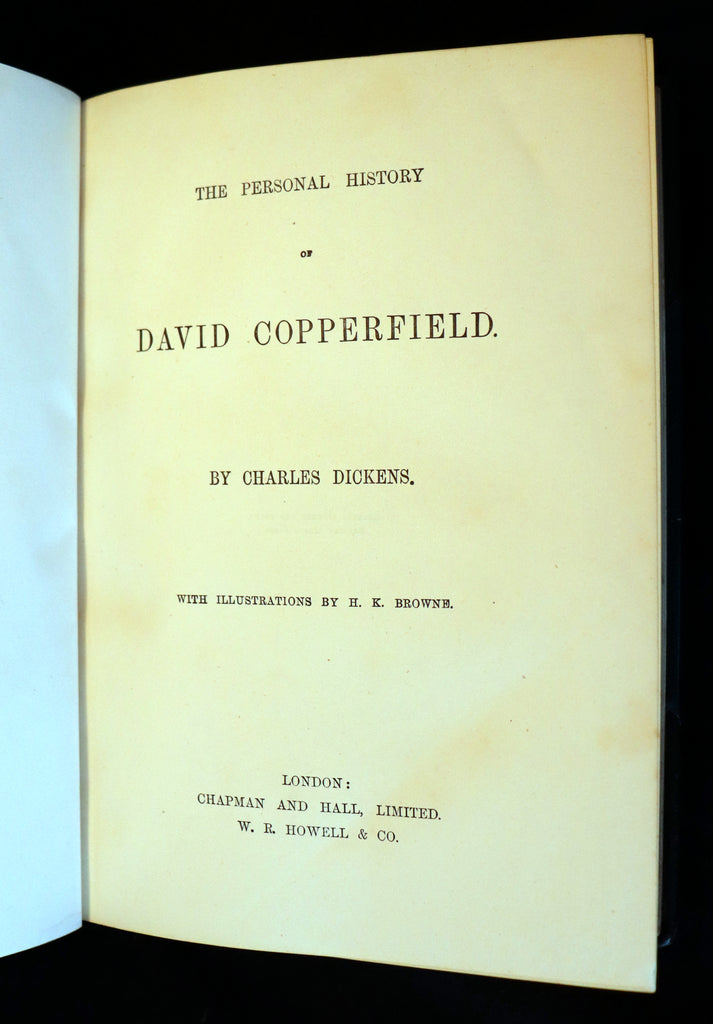 THE PERSONAL HISTORY
OF
DAVID COPPERFIELD.
BY CHARLES DICKENS.
WITH ILLUSTRATIONS BY H. K. BROWNE.
LONDON:
CHAPMAN AND HALL, LIMITED.
W. R. HOWELL & CO.